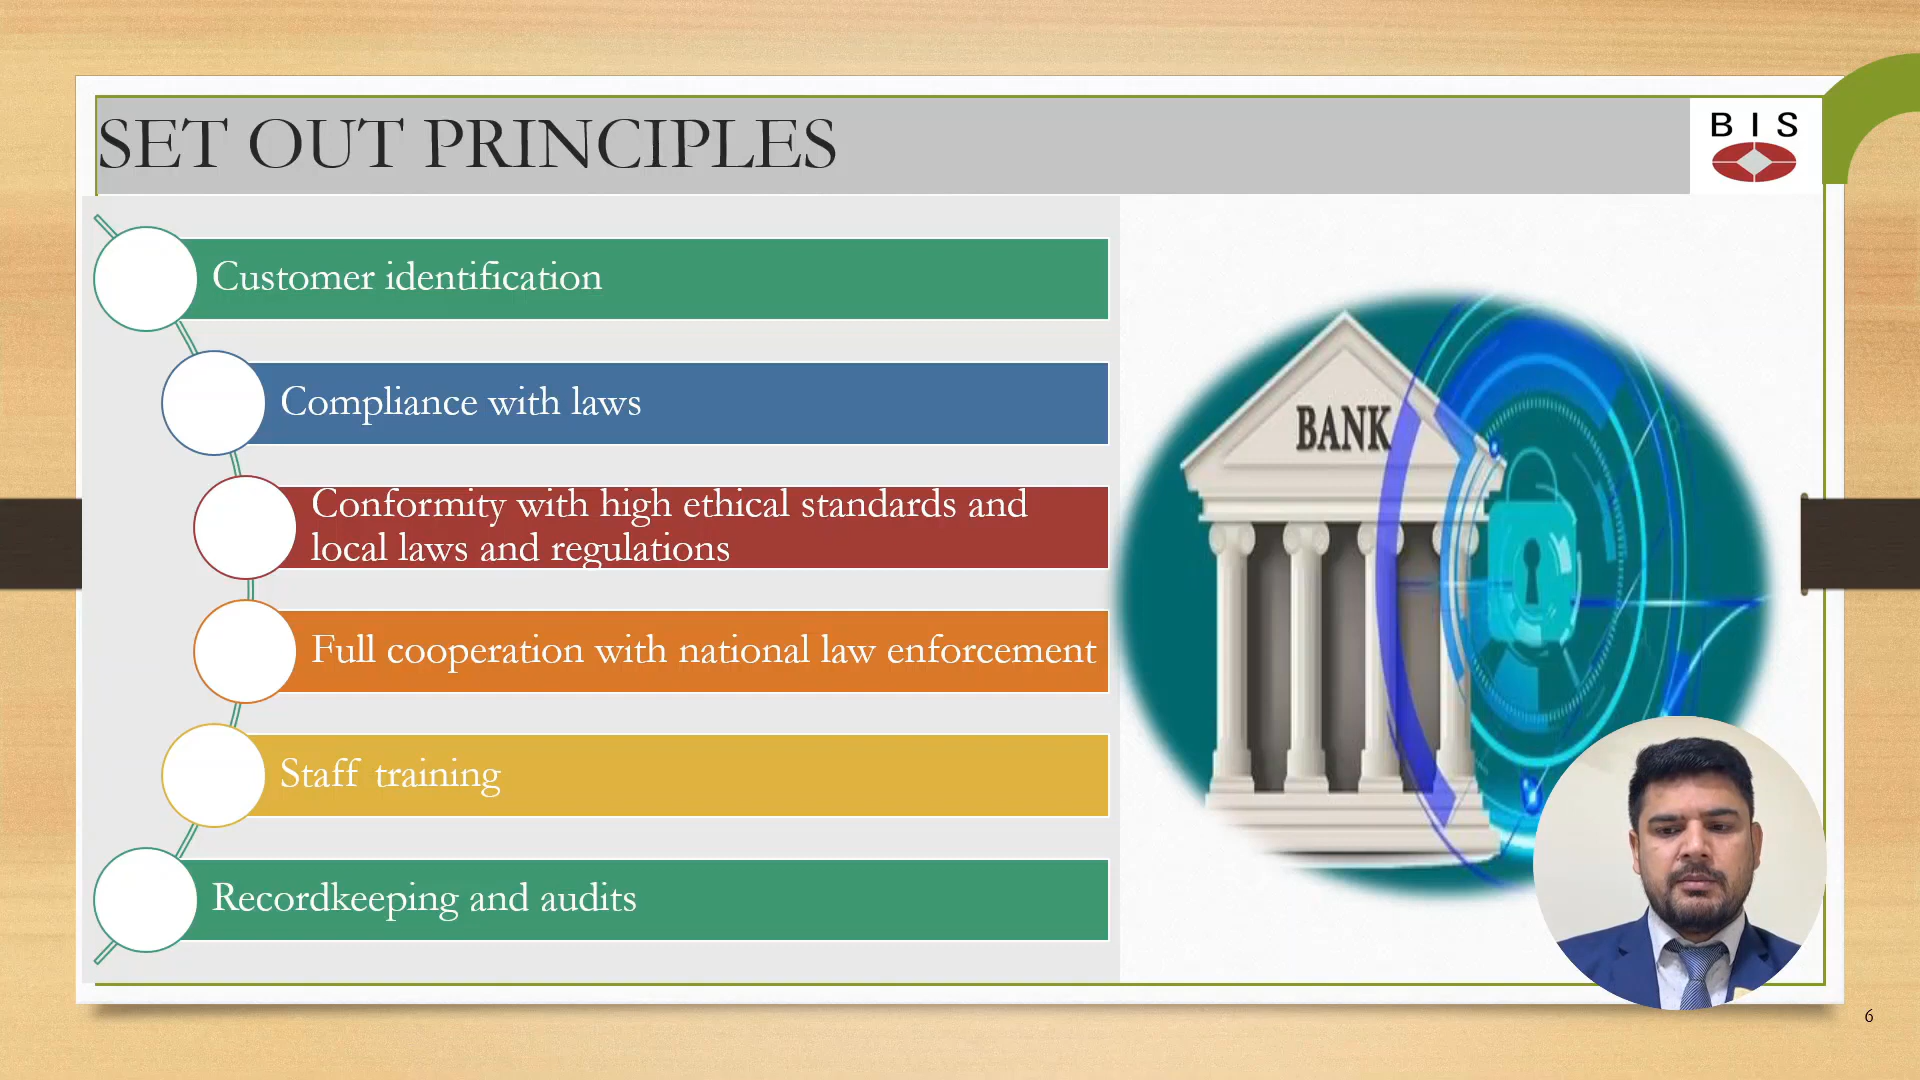 SET OUT PRINCIPLES
B I S
Customer identification
Compliance with laws
Conformity with high ethical standards and
local laws and regulations
Full cooperation with national law enforcement
Staff training
Recordkeeping and audits
BANK
6